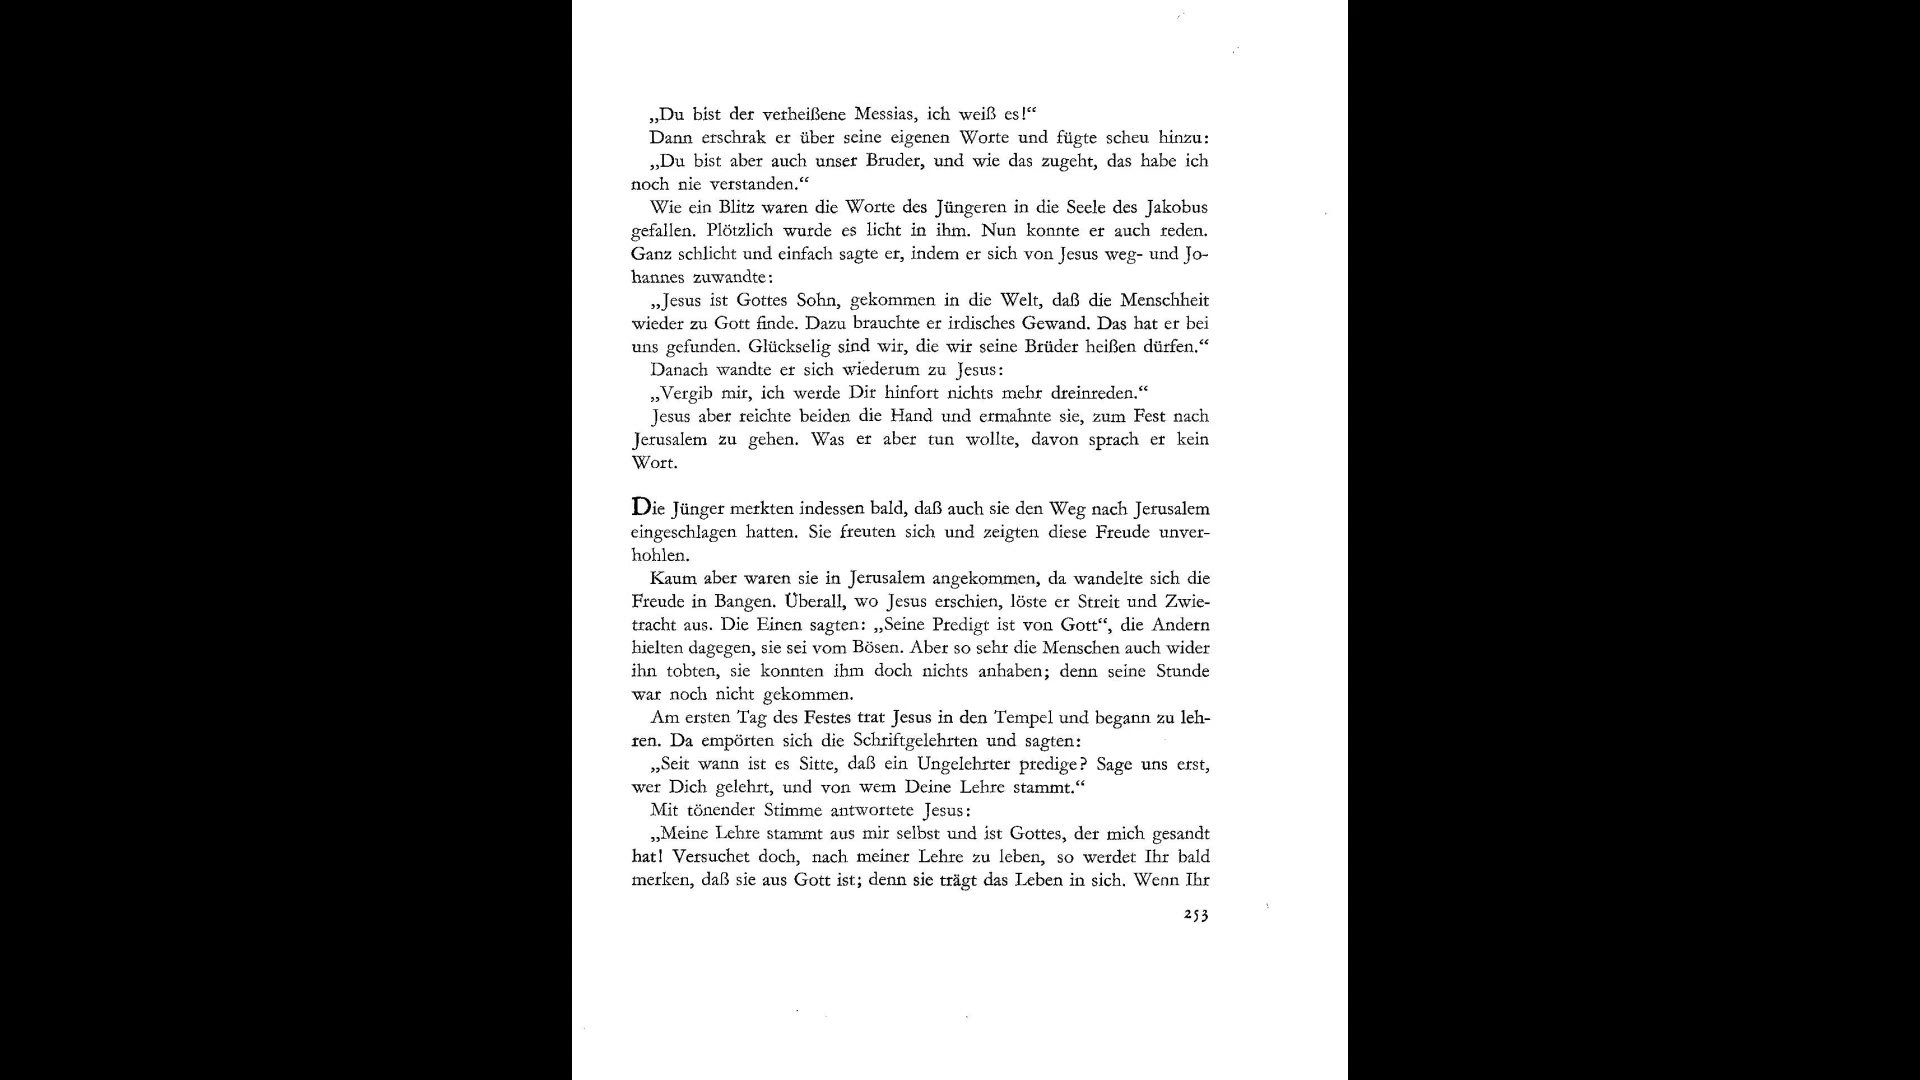 „Du bist der verheißene Messias, ich weiß es!“
Dann erschrak er über seine eigenen Worte und fügte scheu hinzu:
„Du bist aber auch unser Bruder, und wie das zugeht, das habe ich
noch nie verstanden.“
Wie ein Blitz waren die Worte des Jüngeren in die Seele des Jakobus
gefallen. Plötzlich wurde es licht in ihm. Nun konnte er auch reden.
Ganz schlicht und einfach sagte er, indem er sich von Jesus weg- und Jo-
hannes zuwandte:
„Jesus ist Gottes Sohn, gekommen in die Welt, daß die Menschheit
wieder zu Gott finde. Dazu brauchte er irdisches Gewand. Das hat er bei
uns gefunden. Glückselig sind wir, die wir seine Brüder heißen dürfen.“
Danach wandte er sich wiederum zu Jesus:
„Vergib mir, ich werde Dir hinfort nichts mehr dreinreden.“
Jesus aber reichte beiden die Hand und ermahnte sie, zum Fest nach
Jerusalem zu gehen. Was er aber tun wollte, davon sprach er kein
Wort.
Die Jünger merkten indessen bald, daß auch sie den Weg nach Jerusalem
eingeschlagen hatten. Sie freuten sich und zeigten diese Freude unver-
hohlen.
Kaum aber waren sie in Jerusalem angekommen, da wandelte sich die
Freude in Bangen. Überall, wo Jesus erschien, löste er Streit und Zwie-
tracht aus. Die Einen sagten: „Seine Predigt ist von Gott“, die Andern
hielten dagegen, sie sei vom Bösen. Aber so sehr die Menschen auch wider
ihn tobten, sie konnten ihm doch nichts anhaben; denn seine Stunde
war noch nicht gekommen.
Am ersten Tag des Festes trat Jesus in den Tempel und begann zu leh-
ren. Da empörten sich die Schriftgelehrten und sagten:
„Seit wann ist es Sitte, daß ein Ungelehrter predige? Sage uns erst,
wer Dich gelehrt, und von wem Deine Lehre stammt.“
Mit tönender Stimme antwortete Jesus:
„Meine Lehre stammt aus mir selbst und ist Gottes, der mich gesandt
hat! Versuchet doch, nach meiner Lehre zu leben, so werdet Ihr bald
merken, daß sie aus Gott ist; denn sie trägt das Leben in sich. Wenn Ihr
253